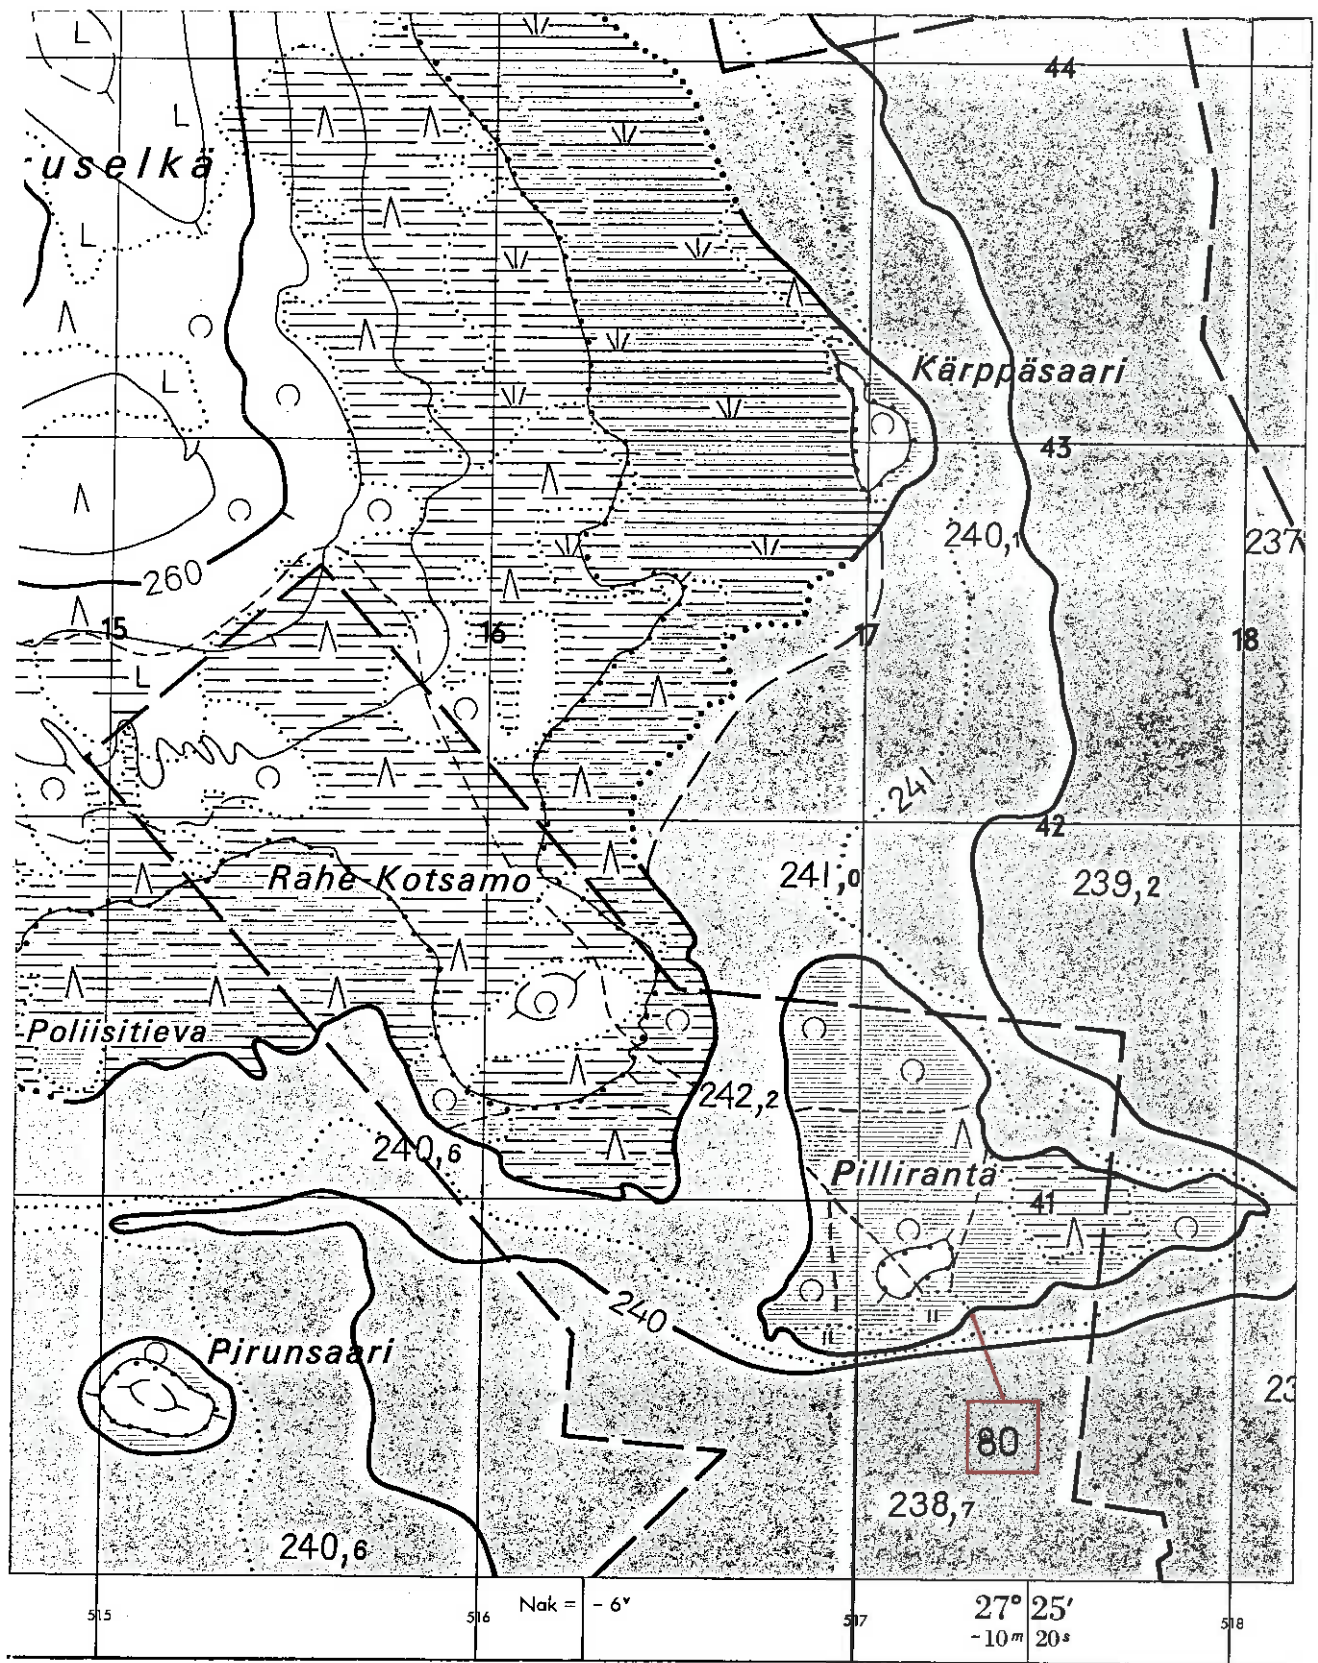 L
44
L
uselkä
L
L
Kärppäsaari
43
240,1
237
260
15
16
17
18
L
241
42
Rahe-Kotsamo
241,0
239,2
Poliisitieva
242,2
240,6
Pilliranta
41
240
Pirunsaari
23
80
238,7
240,6
515
516
Nak = - 6ᵛ
517
27° 25′
-10ᵐ 20ˢ
518